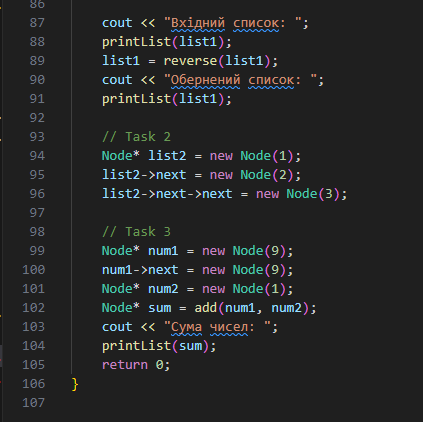 86
87 cout << "Вхідний список: ";
88 printList(list1);
89 list1 = reverse(list1);
90 cout << "Обернений список: ";
91 printList(list1);
92
93 // Task 2
94 Node* list2 = new Node(1);
95 list2->next = new Node(2);
96 list2->next->next = new Node(3);
97
98 // Task 3
99 Node* num1 = new Node(9);
100 num1->next = new Node(9);
101 Node* num2 = new Node(1);
102 Node* sum = add(num1, num2);
103 cout << "Сума чисел: ";
104 printList(sum);
105 return 0;
106 }
107